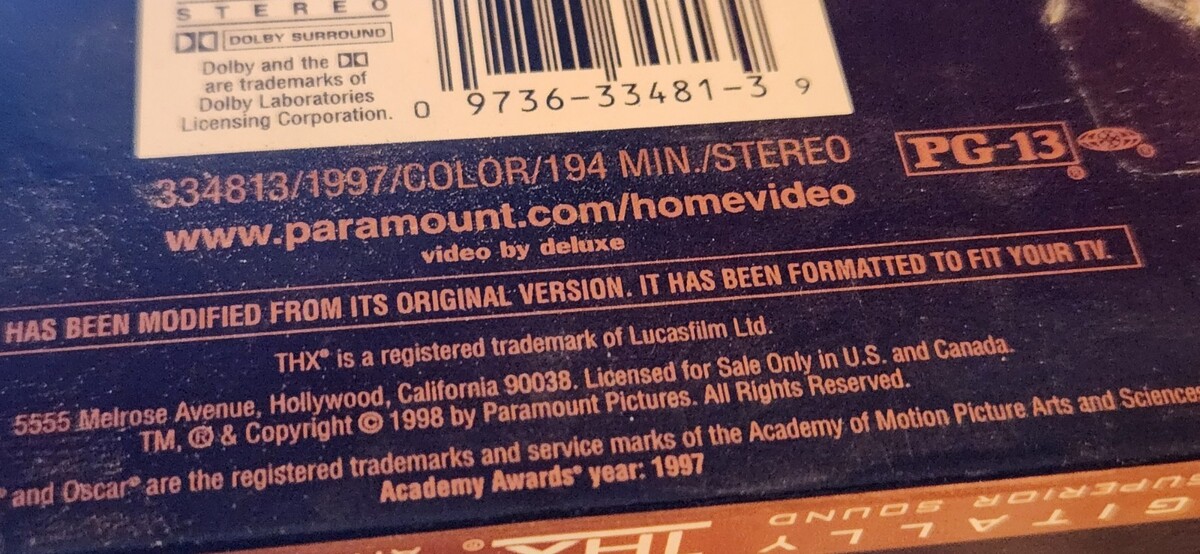 STEREO
DOLBY SURROUND
Dolby and the
are trademarks of
Dolby Laboratories
Licensing Corporation.
0 9736-33481-3 9
334813/1997/COLOR/194 MIN./STEREO
PG-13 ®
www.paramount.com/homevideo
video by deluxe
HAS BEEN MODIFIED FROM ITS ORIGINAL VERSION. IT HAS BEEN FORMATTED TO FIT YOUR TV.
THX® is a registered trademark of Lucasfilm Ltd.
5555 Melrose Avenue, Hollywood, California 90038. Licensed for Sale Only in U.S. and Canada.
TM, ® & Copyright © 1998 by Paramount Pictures. All Rights Reserved.
® and Oscar® are the registered trademarks and service marks of the Academy of Motion Picture Arts and Science
Academy Awards® year: 1997
GITALLY
SUPERIOR SOUND
THX®